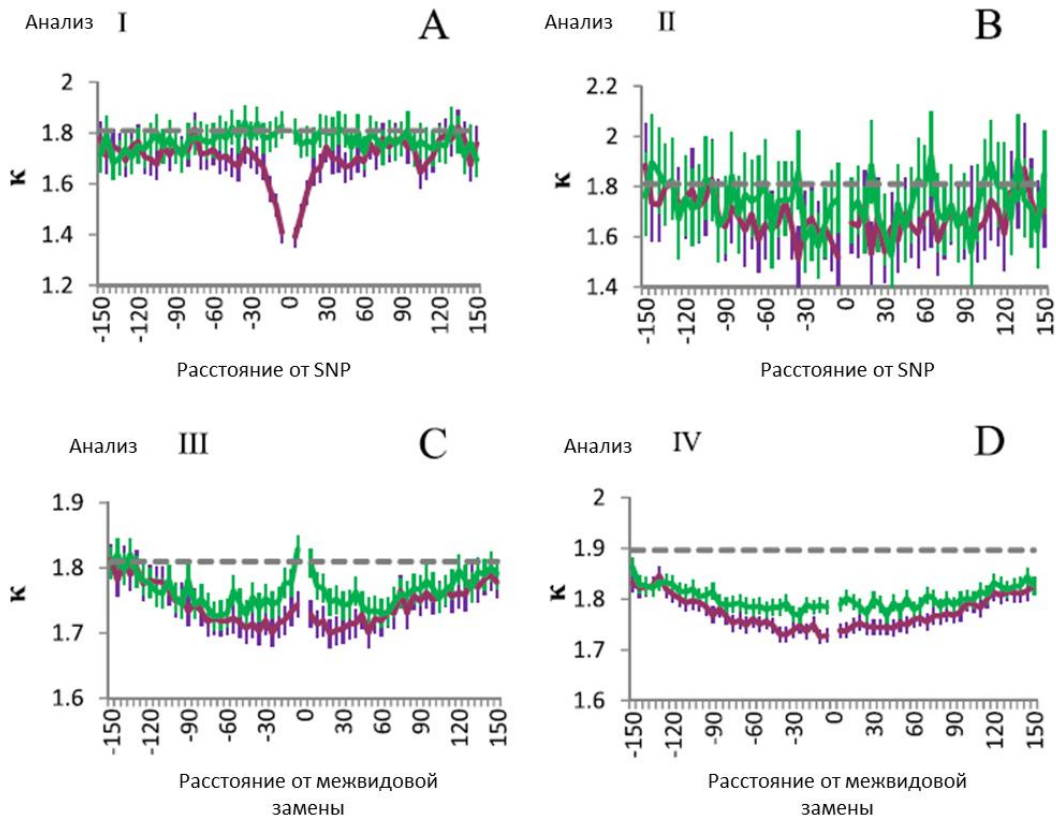 Анализ I A
2
1.8
1.6
1.4
1.2
κ
-150 -120 -90 -60 -30 0 30 60 90 120 150
Расстояние от SNP
Анализ II B
2.2
2
1.8
1.6
1.4
κ
-150 -120 -90 -60 -30 0 30 60 90 120 150
Расстояние от SNP
Анализ III C
1.9
1.8
1.7
1.6
κ
-150 -120 -90 -60 -30 0 30 60 90 120 150
Расстояние от межвидовой
замены
Анализ IV D
2
1.9
1.8
1.7
1.6
κ
-150 -120 -90 -60 -30 0 30 60 90 120 150
Расстояние от межвидовой
замены